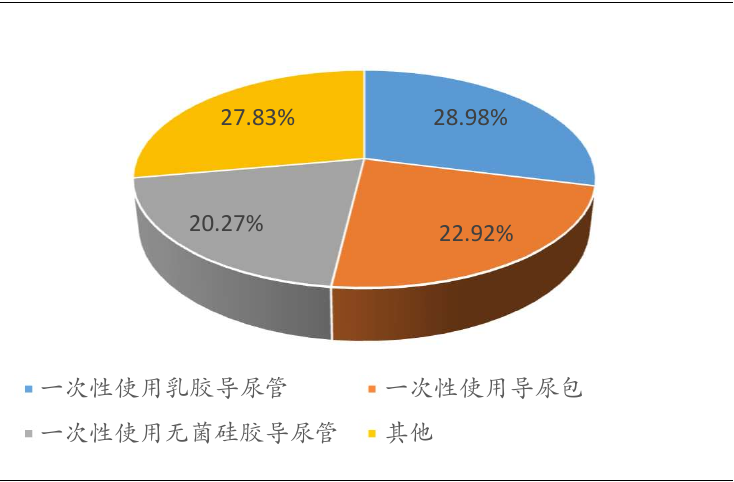 27.83%
28.98%
20.27%
22.92%
一次性使用乳胶导尿管
一次性使用导尿包
一次性使用无菌硅胶导尿管
其他